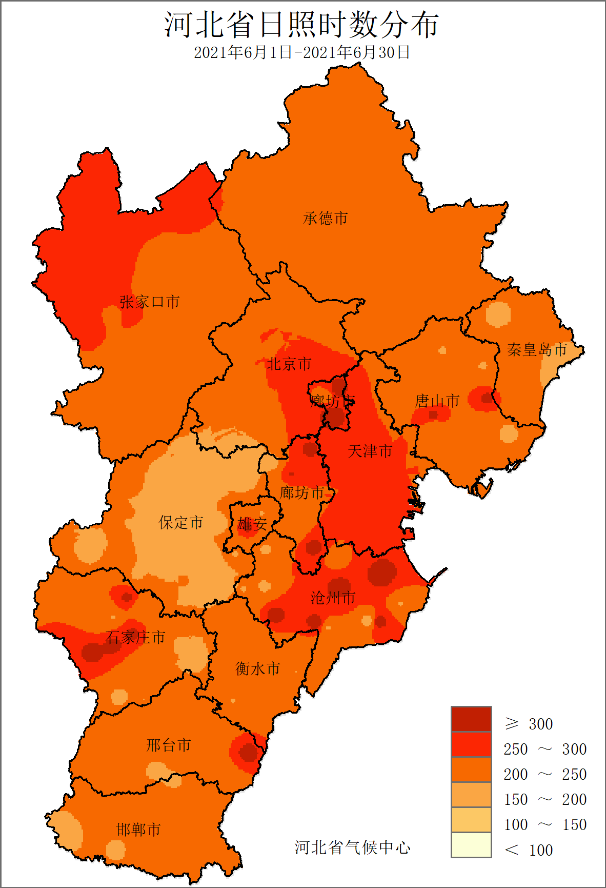 河北省日照时数分布
2021年6月1日-2021年6月30日
承德市
张家口市
秦皇岛市
北京市
廊坊市
唐山市
天津市
廊坊市
保定市
雄安
沧州市
石家庄市
衡水市
邢台市
邯郸市
≥ 300
250 ~ 300
200 ~ 250
150 ~ 200
100 ~ 150
< 100
河北省气候中心